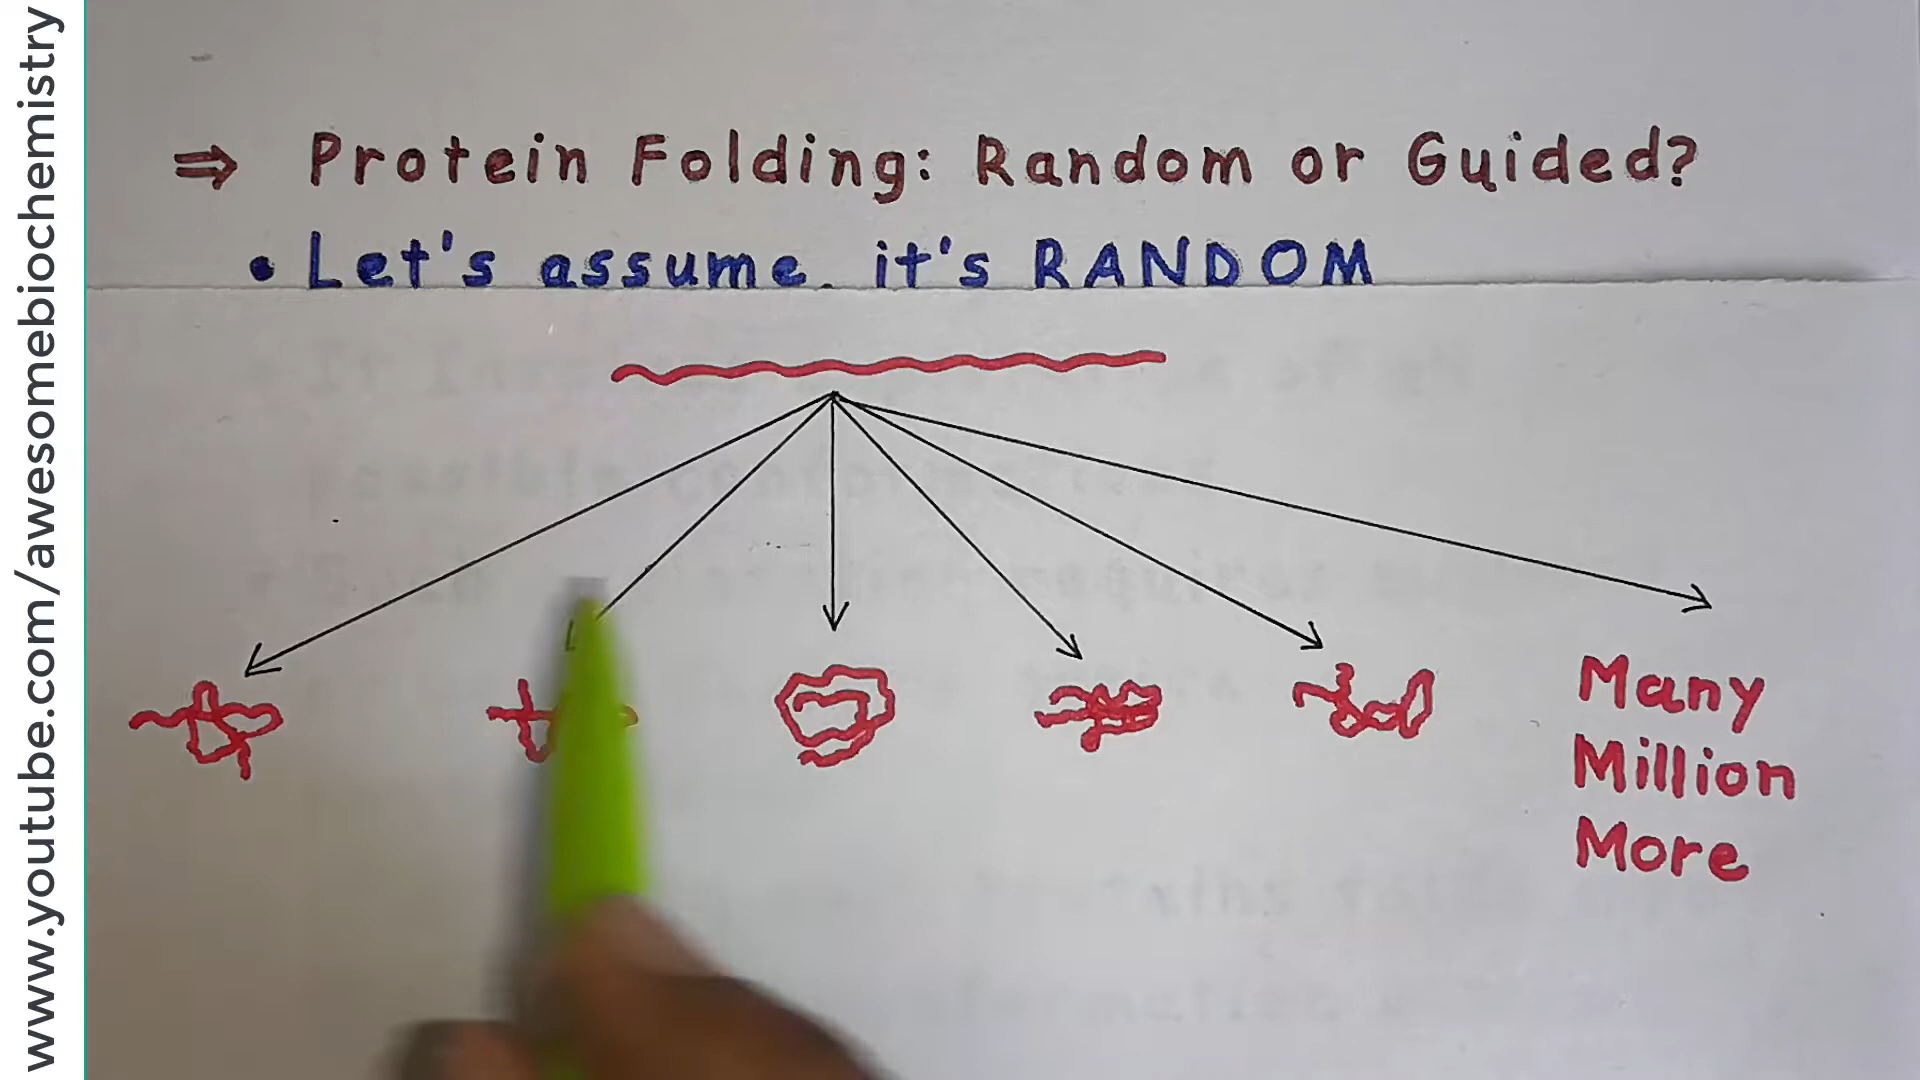 www.youtube.com/awesomebiochemistry
⇒ Protein Folding: Random or Guided?
• Let's assume. it's RANDOM
Many
Million
More